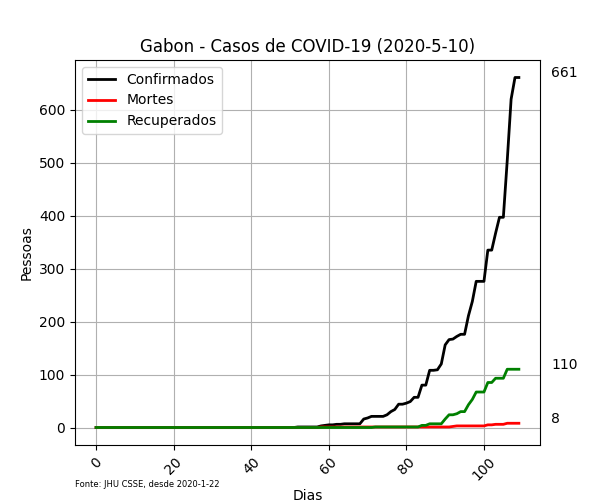 Gabon - Casos de COVID-19 (2020-5-10)
Confirmados
Mortes
Recuperados
661
110
8
Pessoas
600
500
400
300
200
100
0
0
20
40
60
80
100
Fonte: JHU CSSE, desde 2020-1-22
Dias